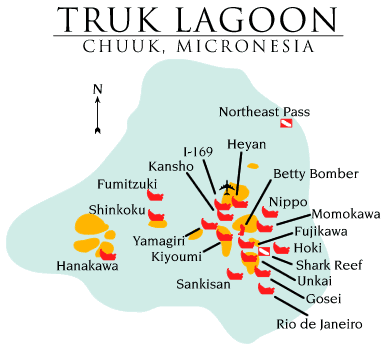 TRUK LAGOON
CHUUK, MICRONESIA
N
Northeast Pass
Heyan
I-169
Kansho
Betty Bomber
Fumitzuki
Nippo
Shinkoku
Momokawa
Fujikawa
Yamagiri
Hoki
Kiyoumi
Shark Reef
Hanakawa
Sankisan
Unkai
Gosei
Rio de Janeiro